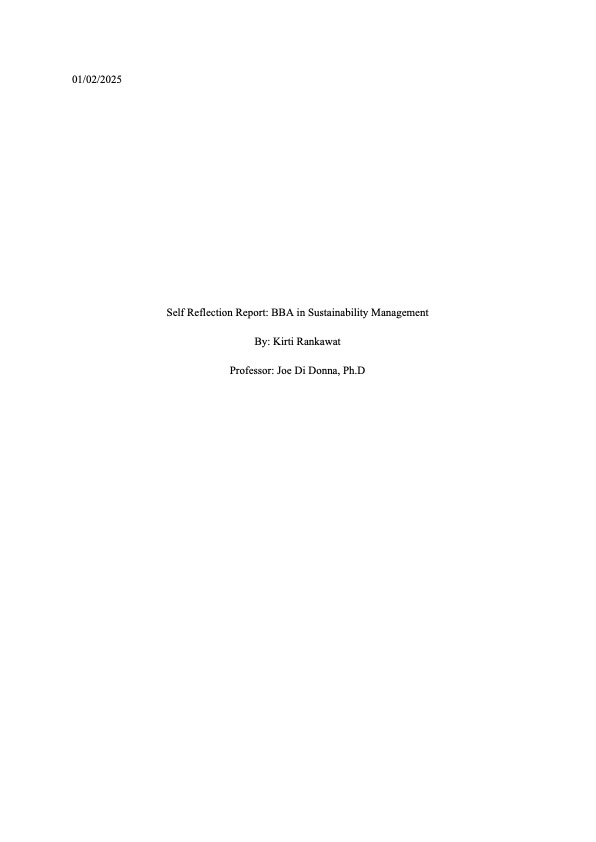 01/02/2025
Self Reflection Report: BBA in Sustainability Management
By: Kirti Rankawat
Professor: Joe Di Donna, Ph.D